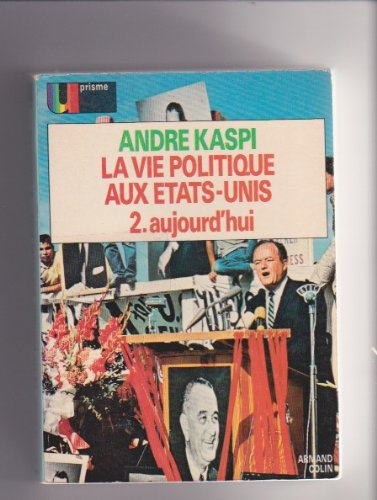 U prisme
ANDRE KASPI
LA VIE POLITIQUE
AUX ETATS-UNIS
2. aujourd'hui
ARMAND
COLIN